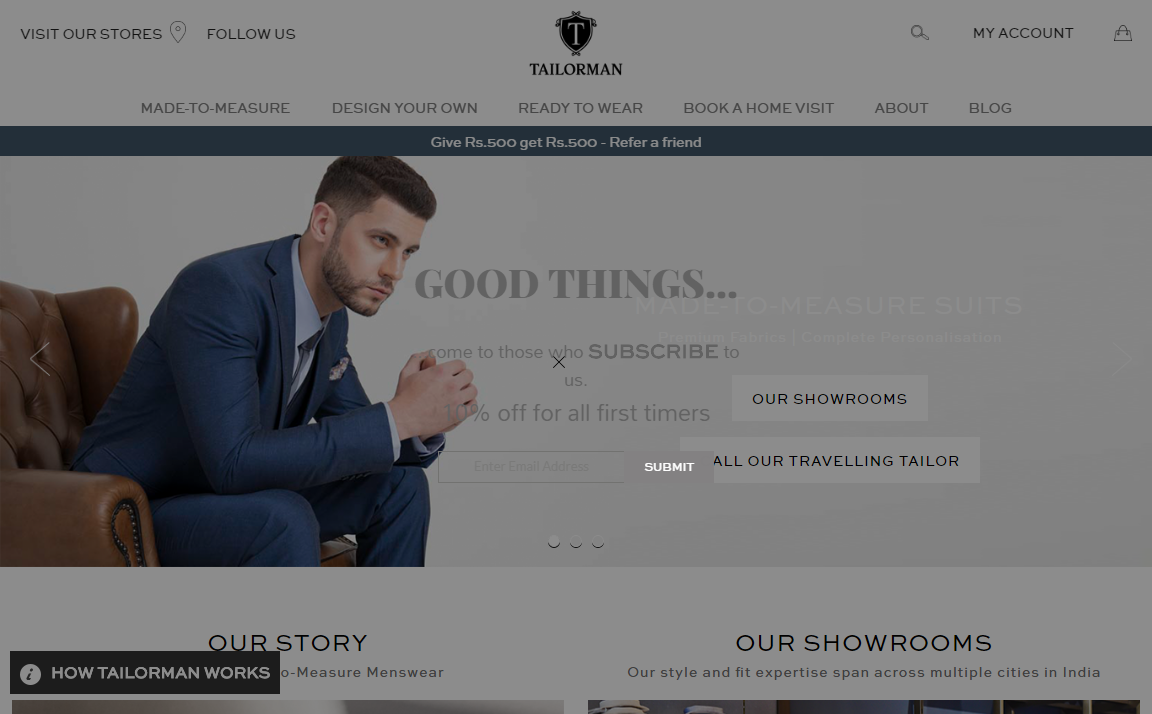 VISIT OUR STORES
FOLLOW US
T
TAILORMAN
MY ACCOUNT
MADE-TO-MEASURE
DESIGN YOUR OWN
READY TO WEAR
BOOK A HOME VISIT
ABOUT
BLOG
Give Rs.500 get Rs.500 - Refer a friend
GOOD THINGS...
MADE-TO-MEASURE SUITS
Premium Fabrics | Complete Personalisation
come to those who SUBSCRIBE to
us.
10% off for all first timers
OUR SHOWROOMS
Enter Email Address
SUBMIT
ALL OUR TRAVELLING TAILOR
OUR STORY
OUR SHOWROOMS
o-Measure Menswear
Our style and fit expertise span across multiple cities in India
i HOW TAILORMAN WORKS